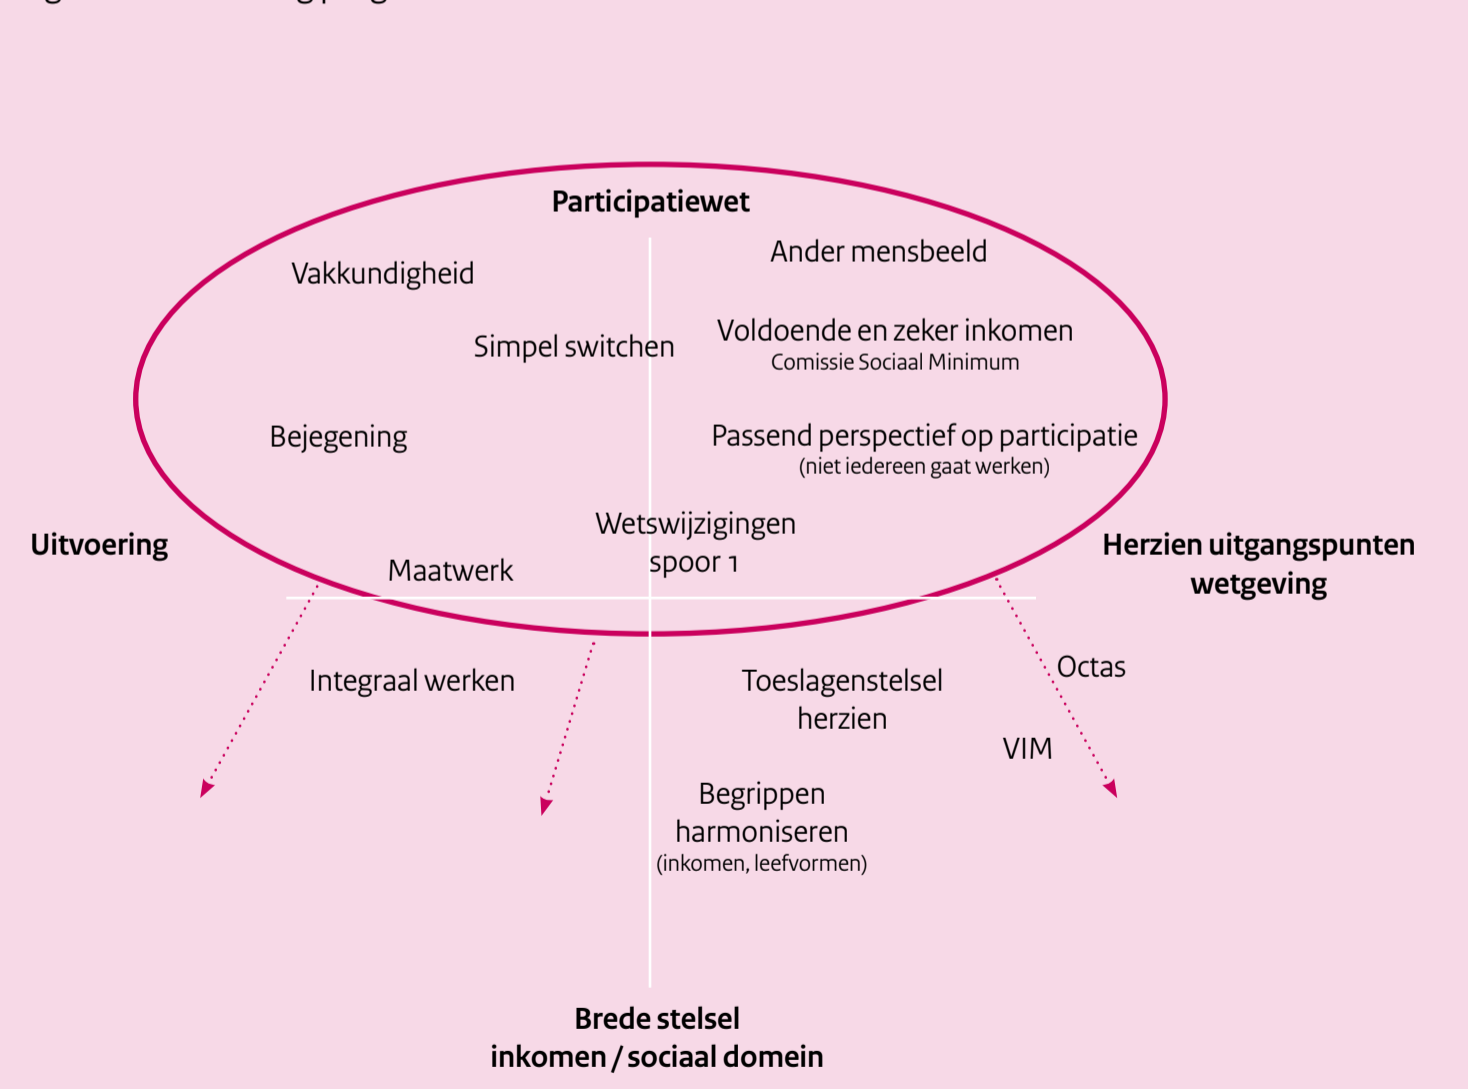 Participatiewet
Ander mensbeeld
Vakkundigheid
Voldoende en zeker inkomen
Simpel switchen
Comissie Sociaal Minimum
Bejegening
Passend perspectief op participatie
(niet iedereen gaat werken)
Wetswijzigingen
spoor 1
Uitvoering
Herzien uitgangspunten
wetgeving
Maatwerk
Integraal werken
Toeslagenstelsel
herzien
Octas
VIM
Begrippen
harmoniseren
(inkomen, leefvormen)
Brede stelsel
inkomen / sociaal domein